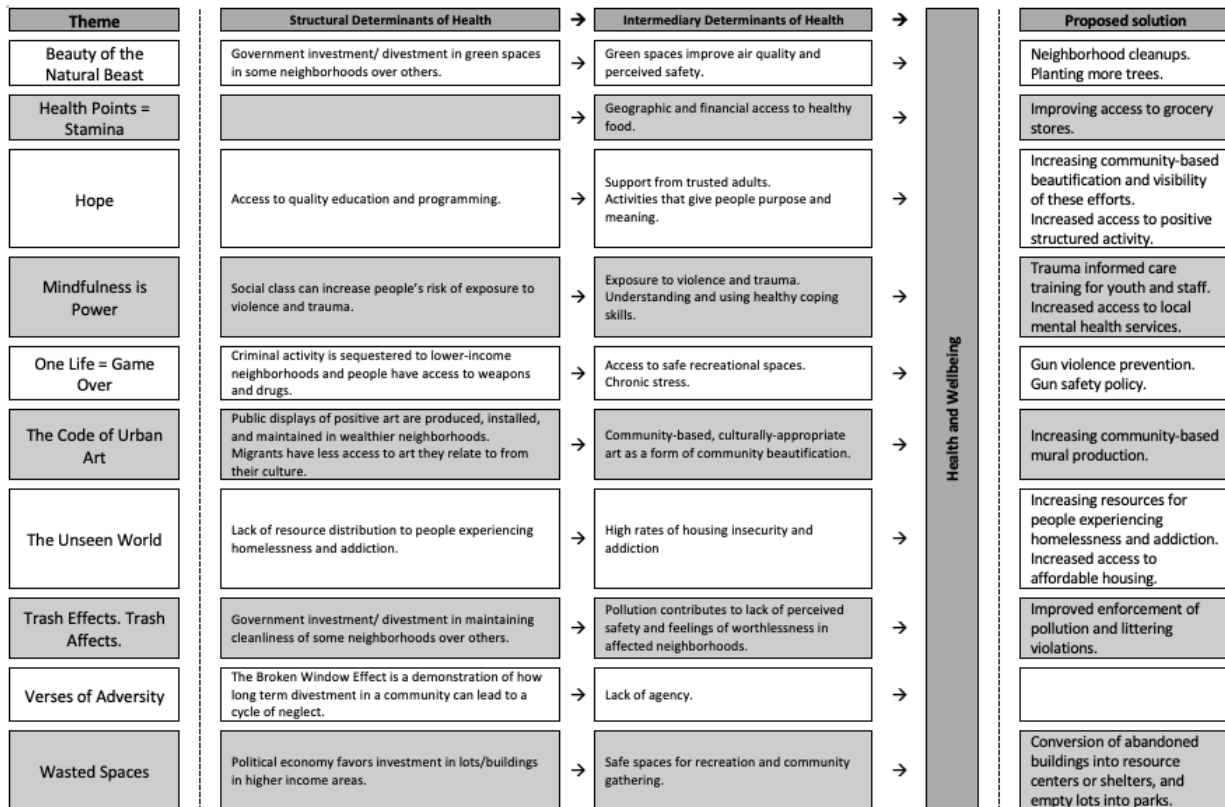 Theme
Structural Determinants of Health
→
Intermediary Determinants of Health
→
Proposed solution
Beauty of the
Natural Beast
Government investment/ divestment in green spaces
in some neighborhoods over others.
→
Green spaces improve air quality and
perceived safety.
→
Neighborhood cleanups.
Planting more trees.
Health Points =
Stamina
Geographic and financial access to healthy
food.
→
Improving access to grocery
stores.
Hope
Access to quality education and programming.
→
Support from trusted adults.
Activities that give people purpose and
meaning.
→
Increasing community-based
beautification and visibility
of these efforts.
Increased access to positive
structured activity.
Mindfulness is
Power
Social class can increase people's risk of exposure to
violence and trauma.
→
Exposure to violence and trauma.
Understanding and using healthy coping
skills.
→
Trauma informed care
training for youth and staff.
Increased access to local
mental health services.
One Life = Game
Over
Criminal activity is sequestered to lower-income
neighborhoods and people have access to weapons
and drugs.
→
Access to safe recreational spaces.
Chronic stress.
→
Gun violence prevention.
Gun safety policy.
The Code of Urban
Art
Public displays of positive art are produced, installed,
and maintained in wealthier neighborhoods.
Migrants have less access to art they relate to from
their culture.
→
Community-based, culturally-appropriate
art as a form of community beautification.
→
Increasing community-based
mural production.
The Unseen World
Lack of resource distribution to people experiencing
homelessness and addiction.
→
High rates of housing insecurity and
addiction
→
Increasing resources for
people experiencing
homelessness and addiction.
Increased access to
affordable housing.
Trash Effects. Trash
Affects.
Government investment/ divestment in maintaining
cleanliness of some neighborhoods over others.
→
Pollution contributes to lack of perceived
safety and feelings of worthlessness in
affected neighborhoods.
→
Improved enforcement of
pollution and littering
violations.
Verses of Adversity
The Broken Window Effect is a demonstration of how
long term divestment in a community can lead to a
cycle of neglect.
→
Lack of agency.
→
Wasted Spaces
Political economy favors investment in lots/buildings
in higher income areas.
→
Safe spaces for recreation and community
gathering.
→
Conversion of abandoned
buildings into resource
centers or shelters, and
empty lots into parks.
Health and Wellbeing